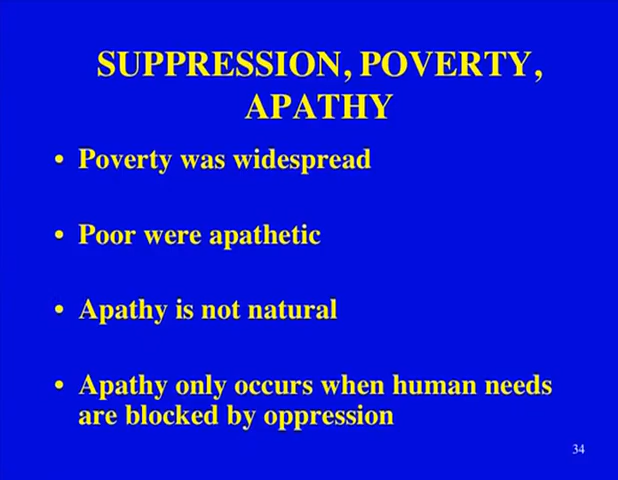 SUPPRESSION, POVERTY,
APATHY
• Poverty was widespread
• Poor were apathetic
• Apathy is not natural
• Apathy only occurs when human needs
are blocked by oppression
34